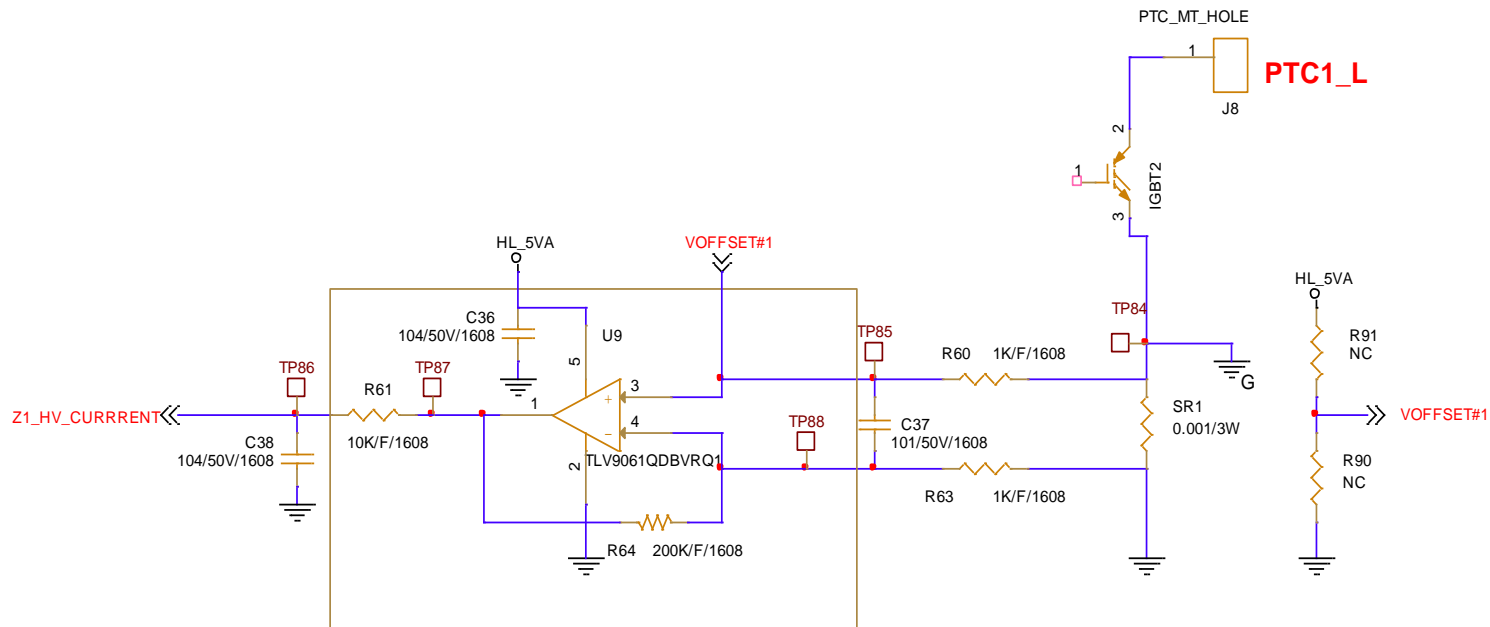 PTC_MT_HOLE
1
PTC1_L
J8
2
1
IGBT2
3
HL_5VA
VOFFSET#1
HL_5VA
C36
104/50V/1608
U9
5
TP84
TP85
R60
1K/F/1608
R91
NC
G
TP86
TP87
R61
3
+
1
4
-
Z1_HV_CURRRENT
10K/F/1608
TP88
C37
101/50V/1608
SR1
0.001/3W
VOFFSET#1
C38
104/50V/1608
2
TLV9061QDBVRQ1
R90
NC
R63
1K/F/1608
R64
200K/F/1608